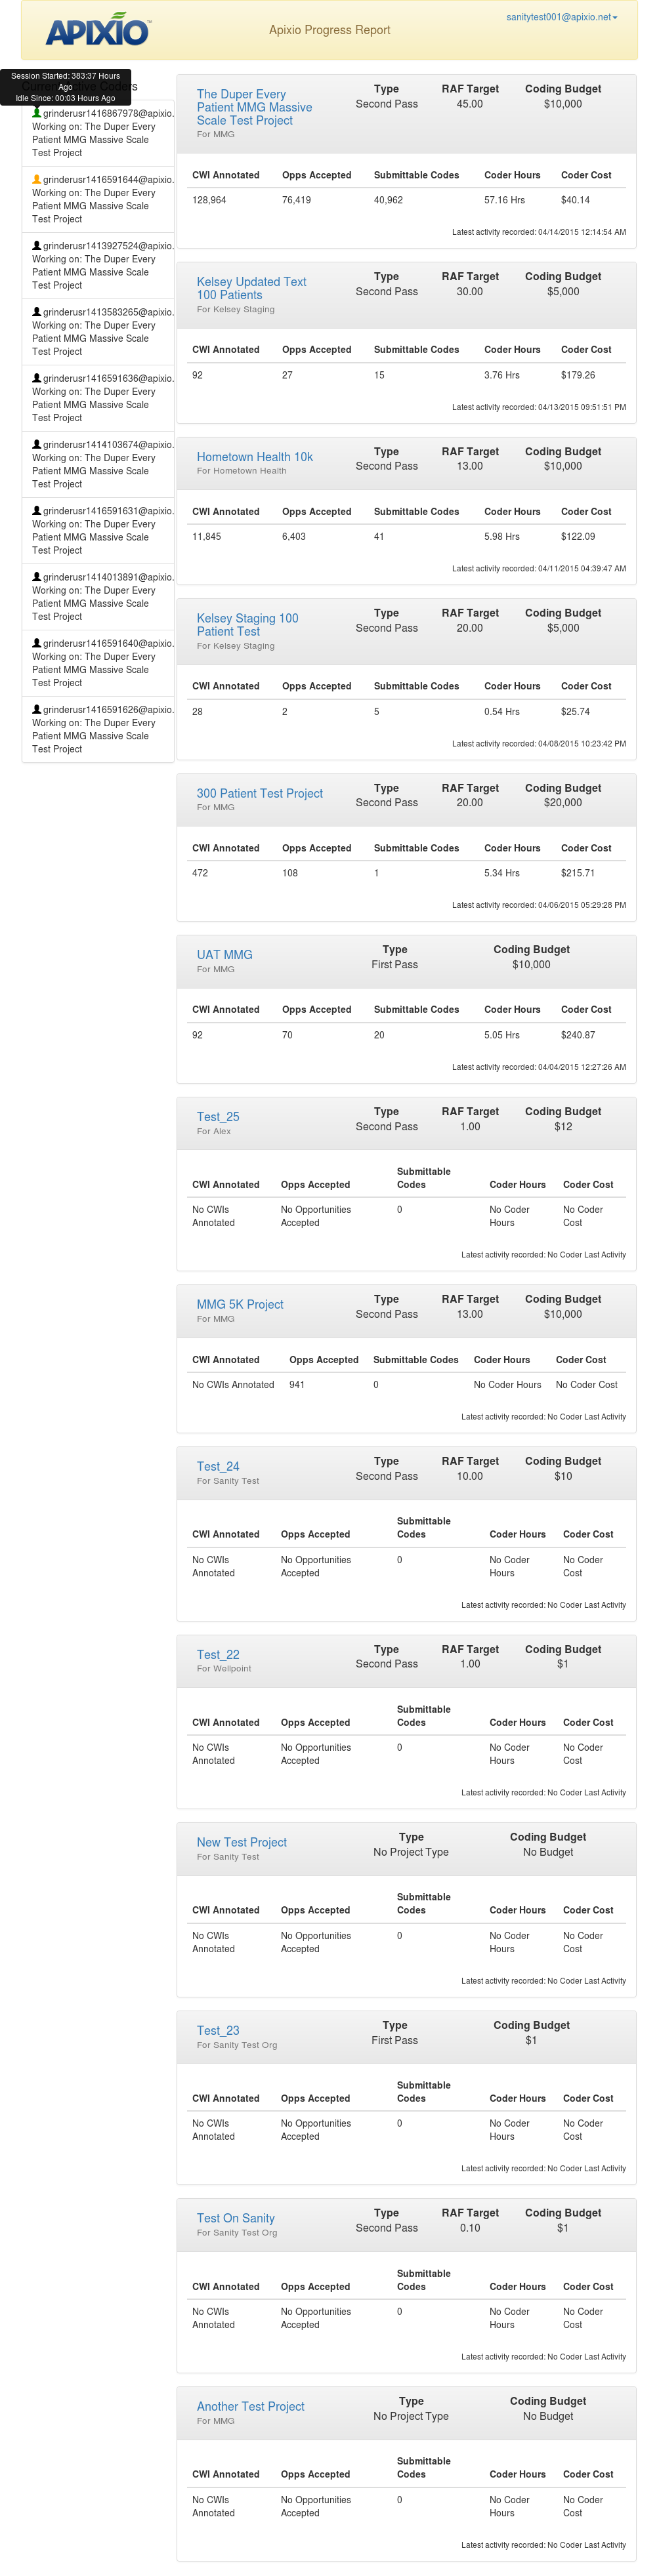 APIXIO™
Apixio Progress Report
sanitytest001@apixio.net
Session Started: 383:37 Hours
Ago
Idle Since: 00:03 Hours Ago
grinderusr1416867978@apixio.
Working on: The Duper Every
Patient MMG Massive Scale
Test Project
grinderusr1416591644@apixio.
Working on: The Duper Every
Patient MMG Massive Scale
Test Project
grinderusr1413927524@apixio.
Working on: The Duper Every
Patient MMG Massive Scale
Test Project
grinderusr1413583265@apixio.
Working on: The Duper Every
Patient MMG Massive Scale
Test Project
grinderusr1416591636@apixio.
Working on: The Duper Every
Patient MMG Massive Scale
Test Project
grinderusr1414103674@apixio.
Working on: The Duper Every
Patient MMG Massive Scale
Test Project
grinderusr1416591631@apixio.
Working on: The Duper Every
Patient MMG Massive Scale
Test Project
grinderusr1414013891@apixio.
Working on: The Duper Every
Patient MMG Massive Scale
Test Project
grinderusr1416591640@apixio.
Working on: The Duper Every
Patient MMG Massive Scale
Test Project
grinderusr1416591626@apixio.
Working on: The Duper Every
Patient MMG Massive Scale
Test Project
The Duper Every
Patient MMG Massive
Scale Test Project
For MMG
Type RAF Target Coding Budget
Second Pass 45.00 $10,000
CWI Annotated Opps Accepted Submittable Codes Coder Hours Coder Cost
128,964 76,419 40,962 57.16 Hrs $40.14
Latest activity recorded: 04/14/2015 12:14:54 AM
Kelsey Updated Text
100 Patients
For Kelsey Staging
Type RAF Target Coding Budget
Second Pass 30.00 $5,000
CWI Annotated Opps Accepted Submittable Codes Coder Hours Coder Cost
92 27 15 3.76 Hrs $179.26
Latest activity recorded: 04/13/2015 09:51:51 PM
Hometown Health 10k
For Hometown Health
Type RAF Target Coding Budget
Second Pass 13.00 $10,000
CWI Annotated Opps Accepted Submittable Codes Coder Hours Coder Cost
11,845 6,403 41 5.98 Hrs $122.09
Latest activity recorded: 04/11/2015 04:39:47 AM
Kelsey Staging 100
Patient Test
For Kelsey Staging
Type RAF Target Coding Budget
Second Pass 20.00 $5,000
CWI Annotated Opps Accepted Submittable Codes Coder Hours Coder Cost
28 2 5 0.54 Hrs $25.74
Latest activity recorded: 04/08/2015 10:23:42 PM
300 Patient Test Project
For MMG
Type RAF Target Coding Budget
Second Pass 20.00 $20,000
CWI Annotated Opps Accepted Submittable Codes Coder Hours Coder Cost
472 108 1 5.34 Hrs $215.71
Latest activity recorded: 04/06/2015 05:29:28 PM
UAT MMG
For MMG
Type Coding Budget
First Pass $10,000
CWI Annotated Opps Accepted Submittable Codes Coder Hours Coder Cost
92 70 20 5.05 Hrs $240.87
Latest activity recorded: 04/04/2015 12:27:26 AM
Test_25
For Alex
Type RAF Target Coding Budget
Second Pass 1.00 $12
Submittable
CWI Annotated Opps Accepted Codes Coder Hours Coder Cost
No CWIs No Opportunities 0 No Coder No Coder
Annotated Accepted Hours Cost
Latest activity recorded: No Coder Last Activity
MMG 5K Project
For MMG
Type RAF Target Coding Budget
Second Pass 13.00 $10,000
CWI Annotated Opps Accepted Submittable Codes Coder Hours Coder Cost
No CWIs Annotated 941 0 No Coder Hours No Coder Cost
Latest activity recorded: No Coder Last Activity
Test_24
For Sanity Test
Type RAF Target Coding Budget
Second Pass 10.00 $10
Submittable
CWI Annotated Opps Accepted Codes Coder Hours Coder Cost
No CWIs No Opportunities 0 No Coder No Coder
Annotated Accepted Hours Cost
Latest activity recorded: No Coder Last Activity
Test_22
For Wellpoint
Type RAF Target Coding Budget
Second Pass 1.00 $1
Submittable
CWI Annotated Opps Accepted Codes Coder Hours Coder Cost
No CWIs No Opportunities 0 No Coder No Coder
Annotated Accepted Hours Cost
Latest activity recorded: No Coder Last Activity
New Test Project
For Sanity Test
Type Coding Budget
No Project Type No Budget
Submittable
CWI Annotated Opps Accepted Codes Coder Hours Coder Cost
No CWIs No Opportunities 0 No Coder No Coder
Annotated Accepted Hours Cost
Latest activity recorded: No Coder Last Activity
Test_23
For Sanity Test Org
Type Coding Budget
First Pass $1
Submittable
CWI Annotated Opps Accepted Codes Coder Hours Coder Cost
No CWIs No Opportunities 0 No Coder No Coder
Annotated Accepted Hours Cost
Latest activity recorded: No Coder Last Activity
Test On Sanity
For Sanity Test Org
Type RAF Target Coding Budget
Second Pass 0.10 $1
Submittable
CWI Annotated Opps Accepted Codes Coder Hours Coder Cost
No CWIs No Opportunities 0 No Coder No Coder
Annotated Accepted Hours Cost
Latest activity recorded: No Coder Last Activity
Another Test Project
For MMG
Type Coding Budget
No Project Type No Budget
Submittable
CWI Annotated Opps Accepted Codes Coder Hours Coder Cost
No CWIs No Opportunities 0 No Coder No Coder
Annotated Accepted Hours Cost
Latest activity recorded: No Coder Last Activity